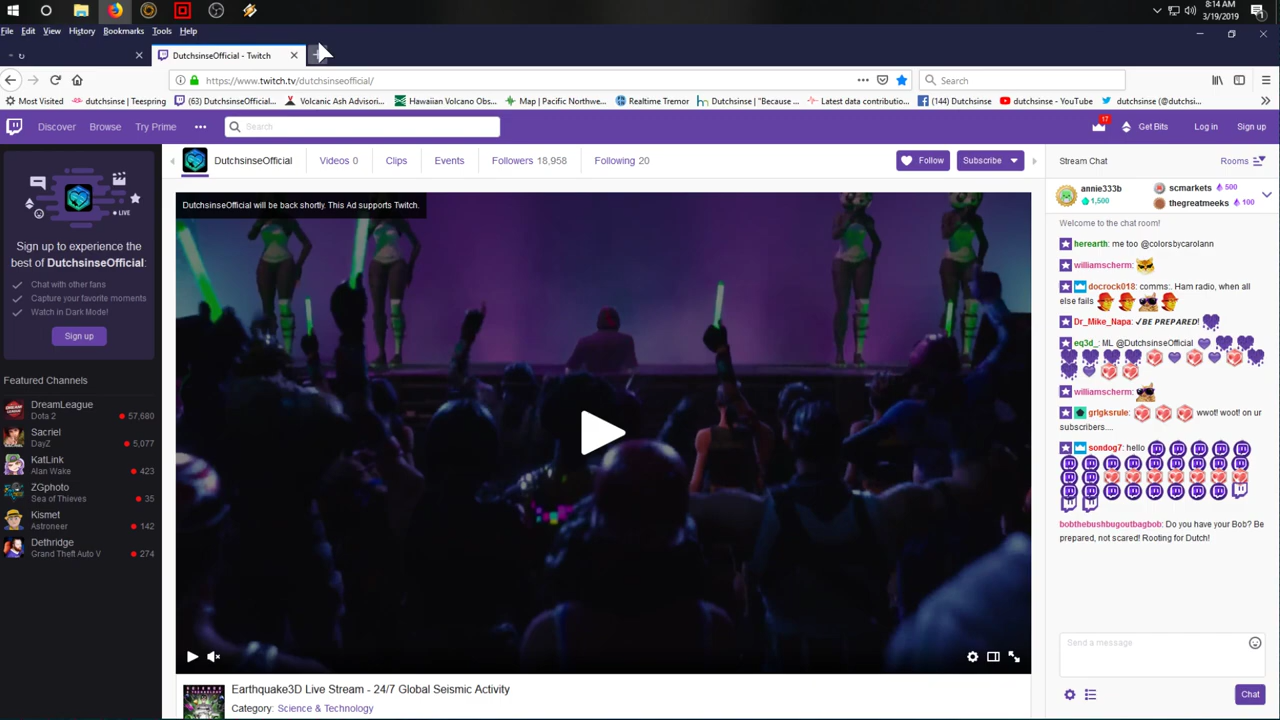 8:14 AM
3/19/2019
File Edit View History Bookmarks Tools Help
DutchsinseOfficial - Twitch
https://www.twitch.tv/dutchsinseofficial/
Search
Most Visited dutchsinse | Teespring (63) DutchsinseOfficial... Volcanic Ash Advisori... Hawaiian Volcano Obs... Map | Pacific Northwe... Realtime Tremor Dutchsinse | "Because ... Latest data contributio... (144) Dutchsinse dutchsinse - YouTube dutchsinse (@dutchsi...
Discover Browse Try Prime
Search
17
Get Bits Log in Sign up
DutchsinseOfficial Videos 0 Clips Events Followers 18,958 Following 20 Follow Subscribe
Stream Chat Rooms
DutchsinseOfficial will be back shortly. This Ad supports Twitch.
LIVE
Sign up to experience the
best of DutchsinseOfficial:
Chat with other fans
Capture your favorite moments
Watch in Dark Mode!
Sign up
Featured Channels
DreamLeague
Dota 2 57,680
Sacriel
DayZ 5,077
KatLink
Alan Wake 423
ZGphoto
Sea of Thieves 35
Kismet
Astroneer 142
Dethridge
Grand Theft Auto V 274
annie333b
1,500
scmarkets 500
thegreatmeeks 100
Welcome to the chat room!
herearth: me too @colorsbycarolann
williamscherm:
docrock018: comms:. Ham radio, when all
else fails
Dr_Mike_Napa: ✓BE PREPARED!
eq3d_: ML @DutchsinseOfficial
williamscherm:
grlgksrule: wwot! woot! on ur
subscribers....
sondog7: hello
bobthebushbugoutbagbob: Do you have your Bob? Be
prepared, not scared! Rooting for Dutch!
Send a message
Chat
Earthquake3D Live Stream - 24/7 Global Seismic Activity
Category: Science & Technology